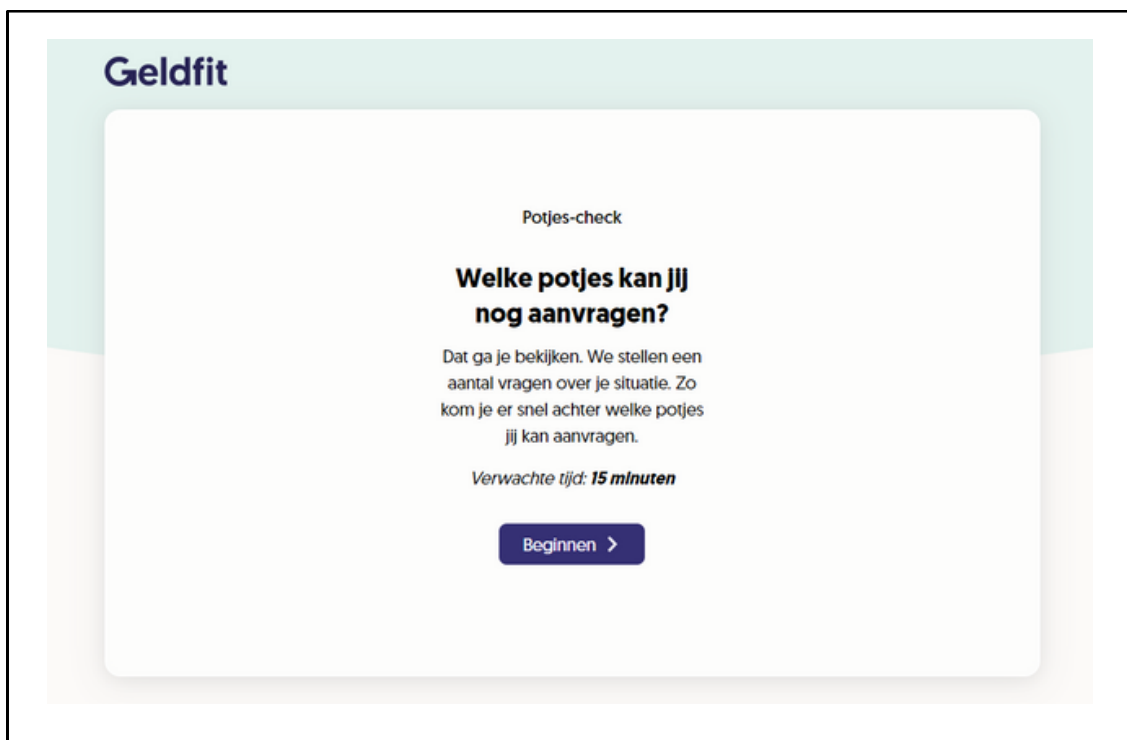 Geldfit
Potjes-check
Welke potjes kan jij
nog aanvragen?
Dat ga je bekijken. We stellen een
aantal vragen over je situatie. Zo
kom je er snel achter welke potjes
jij kan aanvragen.
Verwachte tijd: 15 minuten
Beginnen